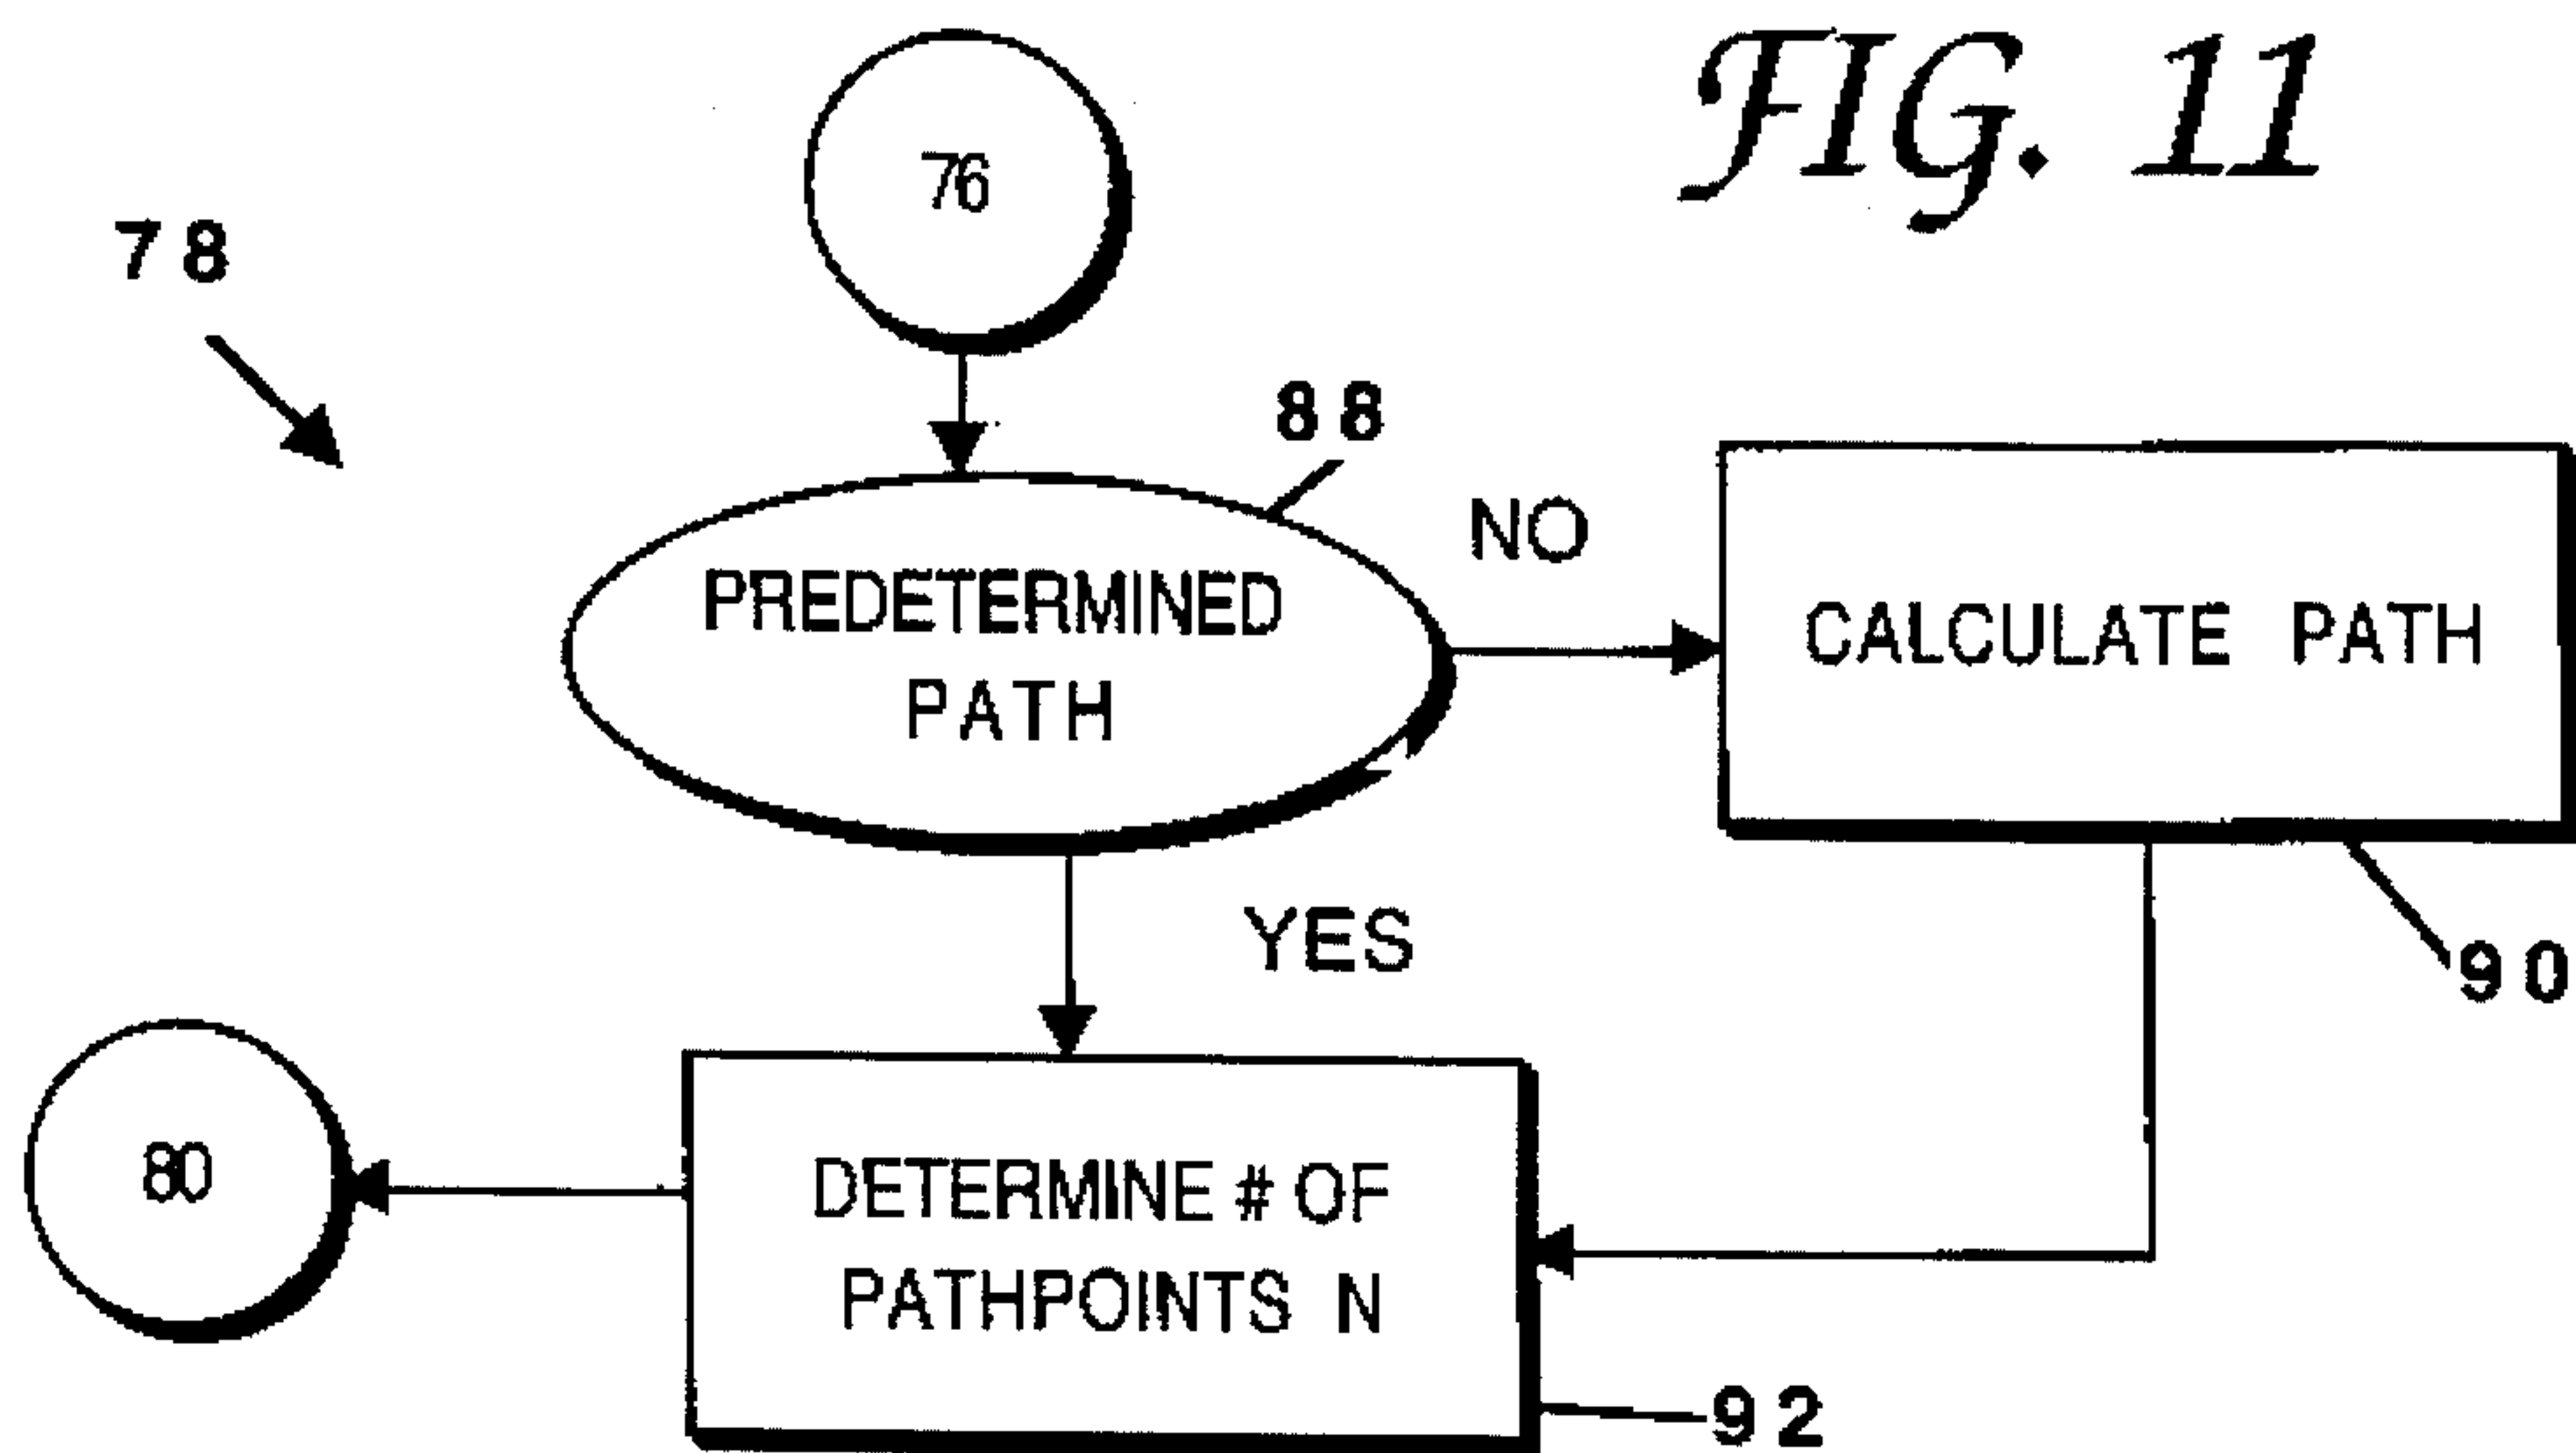 FIG. 11
76
78
88
NO
PREDETERMINED
PATH
CALCULATE PATH
YES
90
80
DETERMINE # OF
PATHPOINTS N
92